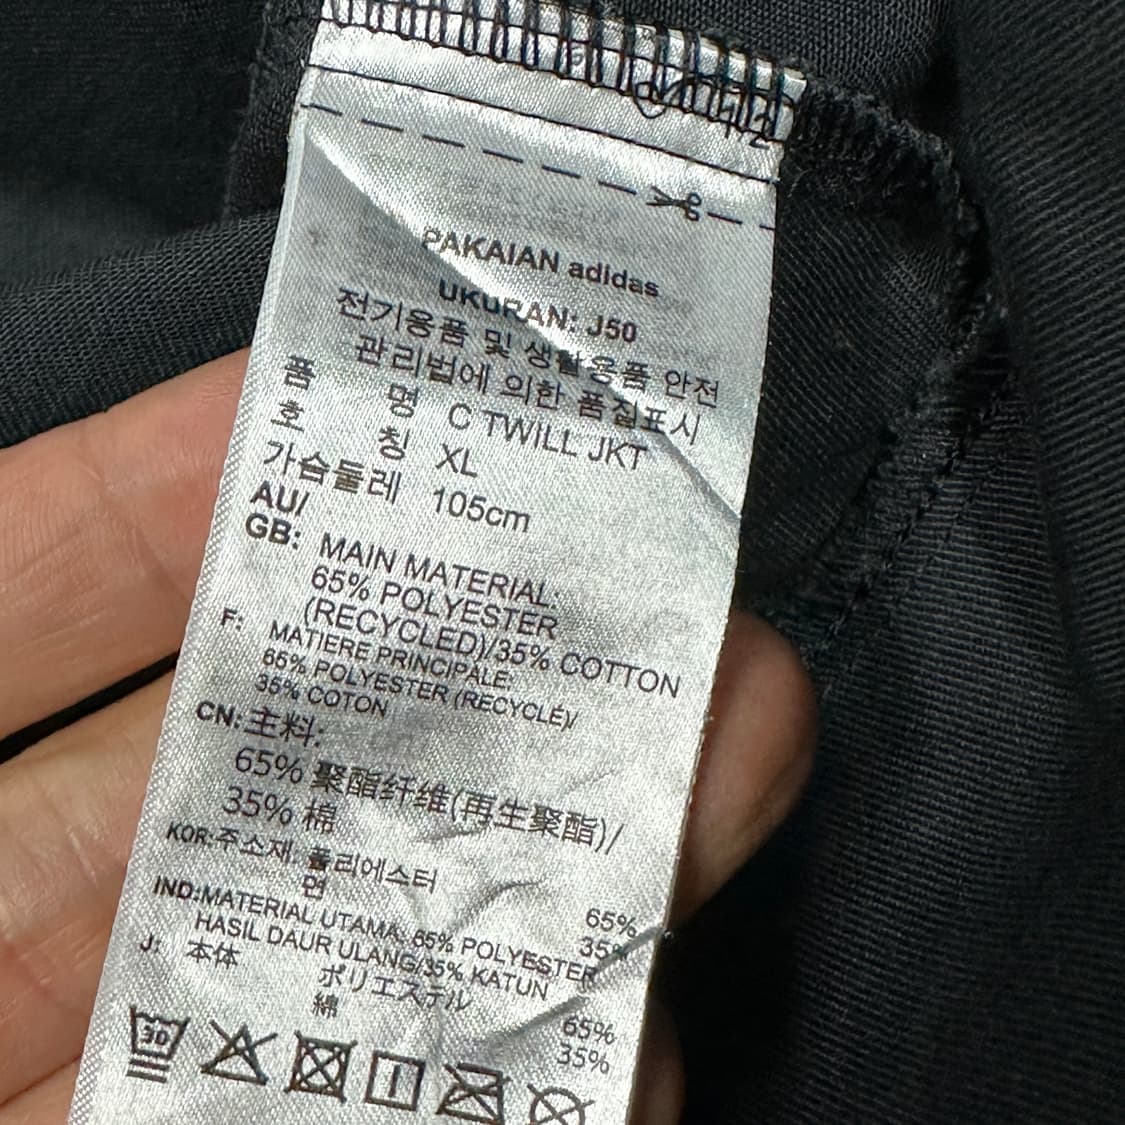 PAKAIAN adidas
UKURAN: J50
전기용품 및 생활용품 안전
관리법에 의한 품질표시
품 명 C TWILL JKT
호 칭 XL
가슴둘레 105cm
AU/
GB: MAIN MATERIAL:
65% POLYESTER
(RECYCLED)/35% COTTON
F: MATIERE PRINCIPALE:
65% POLYESTER (RECYCLÉ)/
35% COTON
CN: 主料:
65% 聚酯纤维(再生聚酯)/
35% 棉
KOR: 주소재: 폴리에스터 65%
면 35%
IND:MATERIAL UTAMA: 65% POLYESTER
HASIL DAUR ULANG/35% KATUN
J: 本体
ポリエステル 65%
綿 35%
30